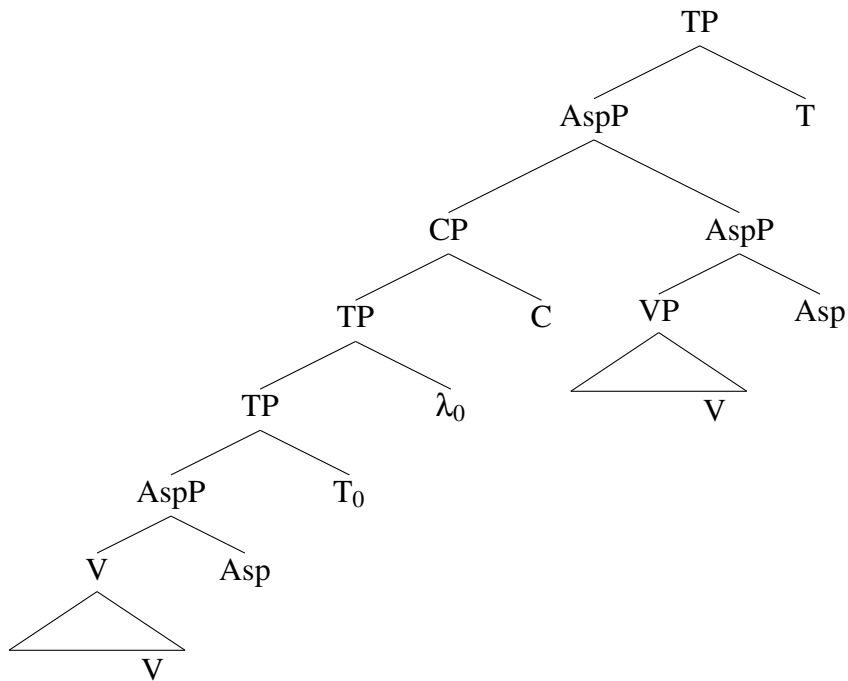 TP
AspP T
CP AspP
TP C VP Asp
TP λ₀ V
AspP T₀
V Asp
V